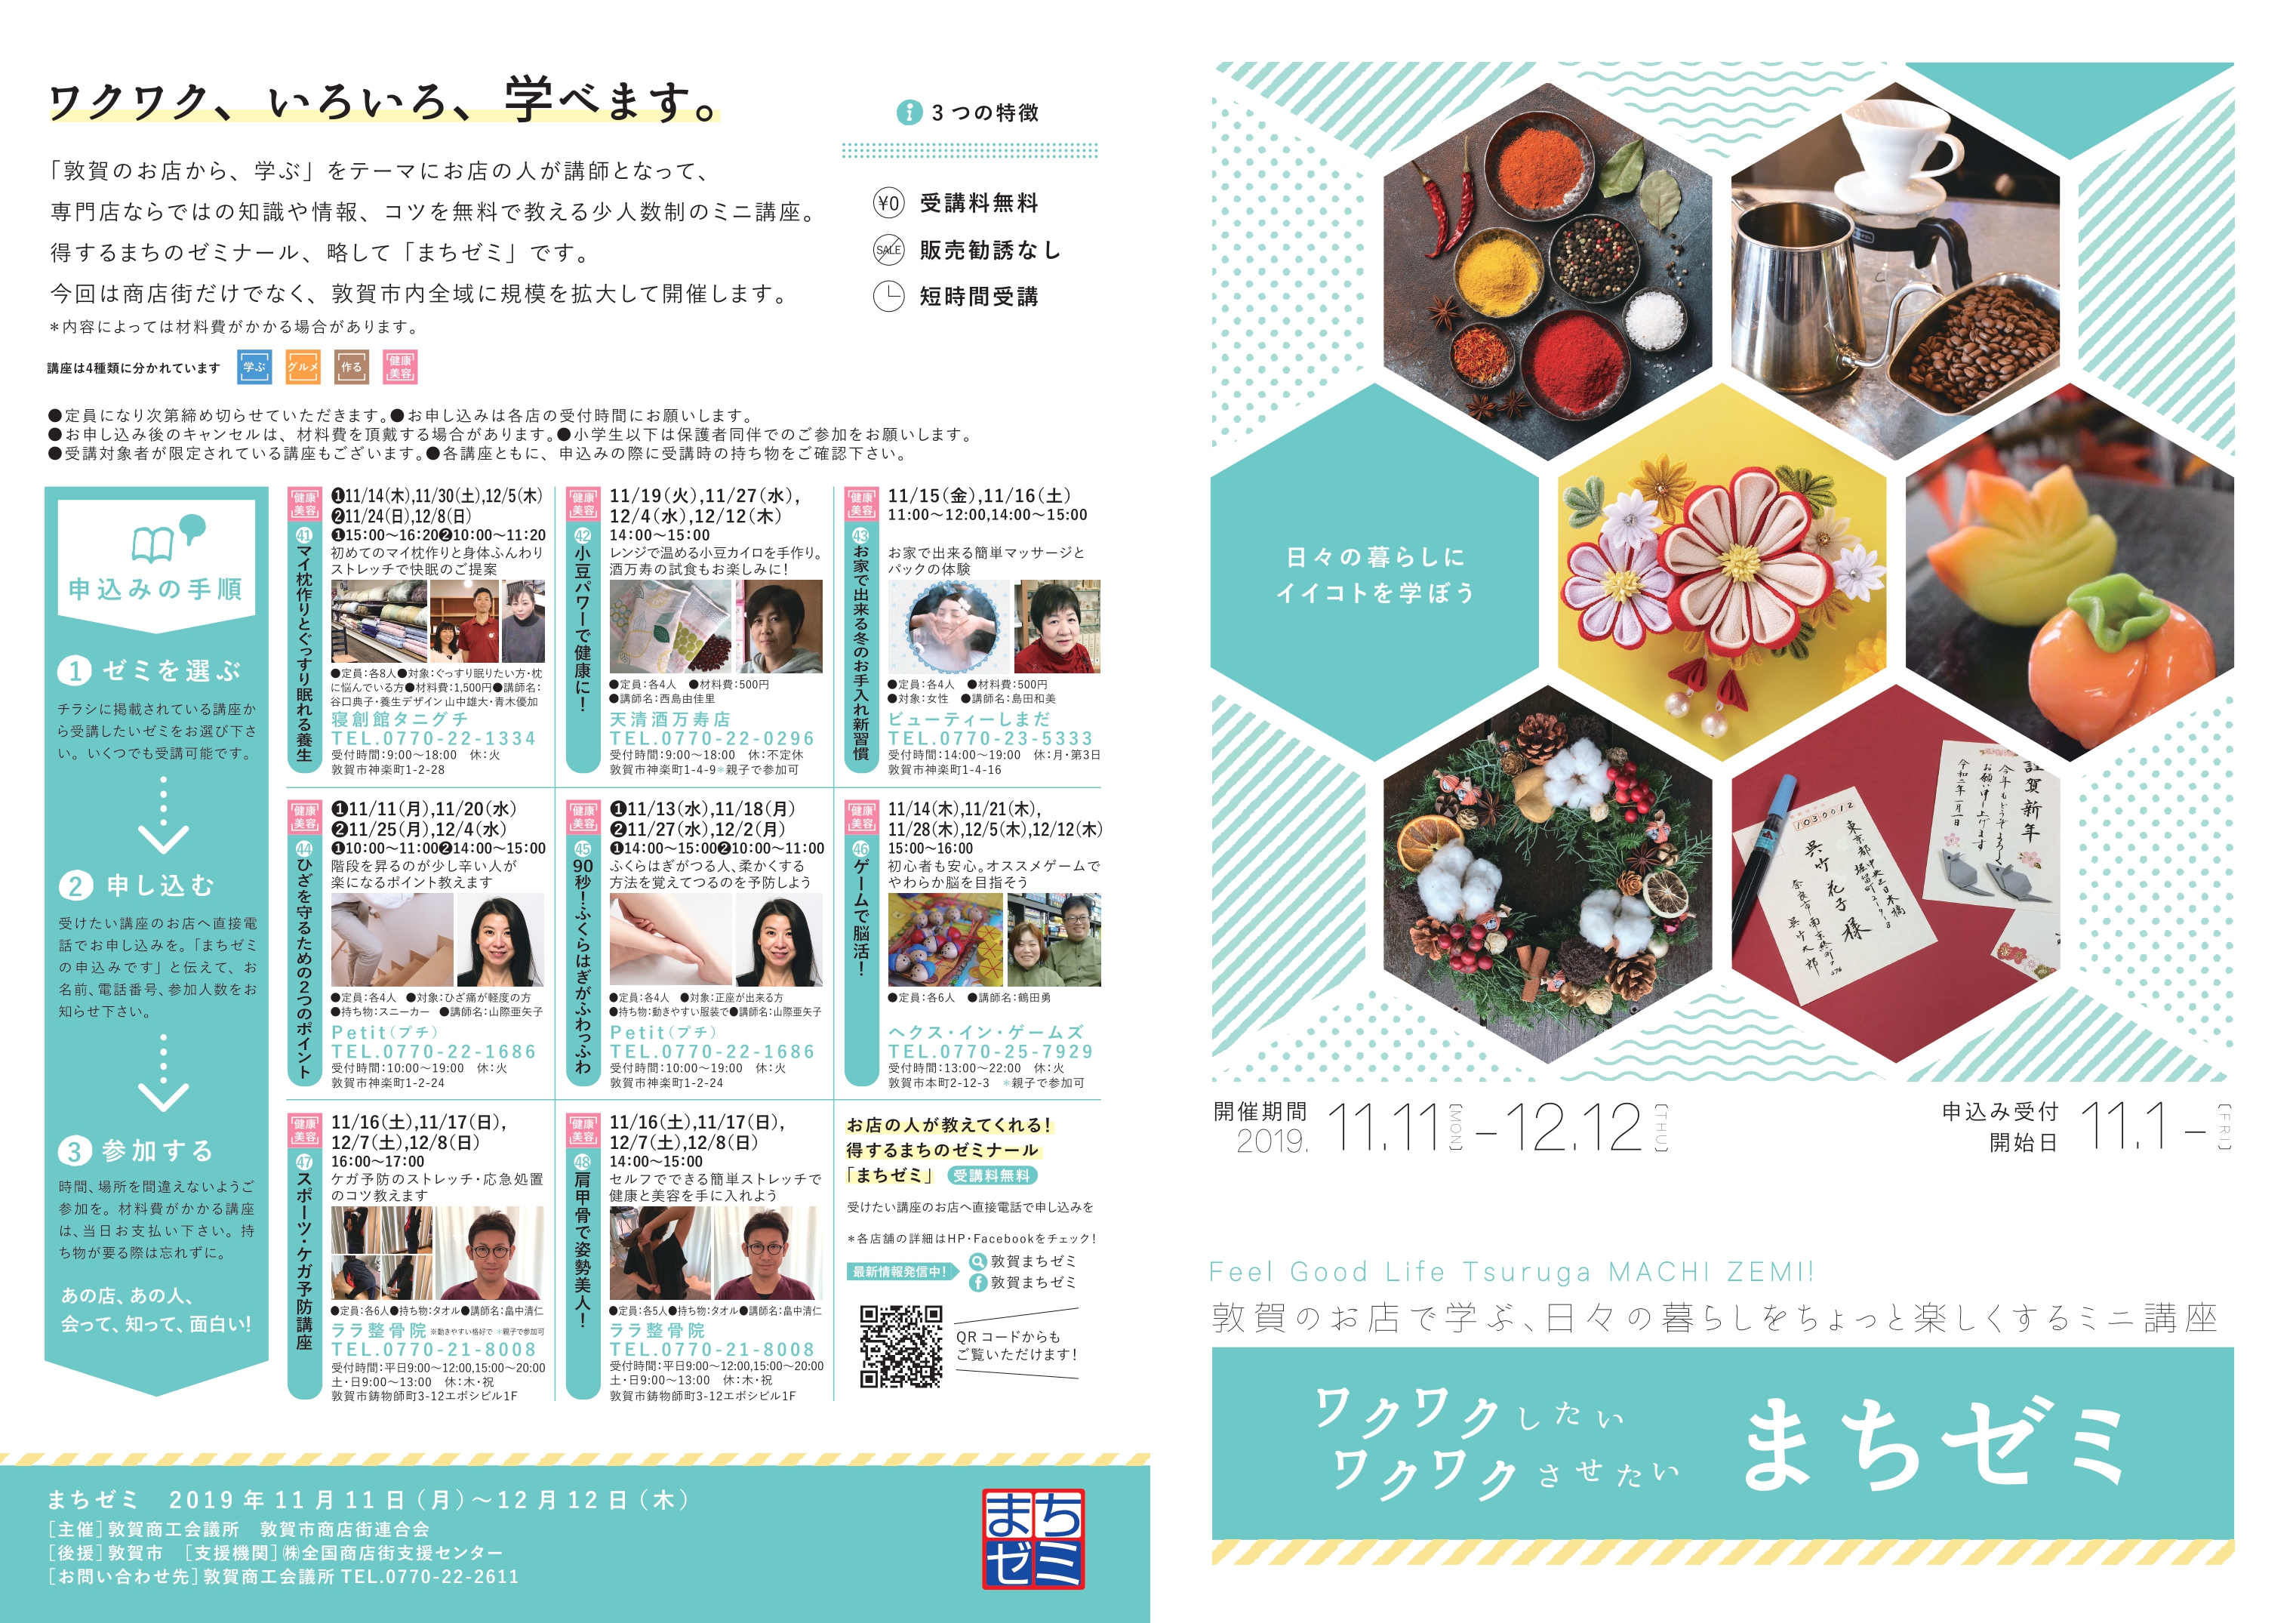 ワクワク、いろいろ、学べます。
「敦賀のお店から、学ぶ」をテーマにお店の人が講師となって、
専門店ならではの知識や情報、コツを無料で教える少人数制のミニ講座。
得するまちのゼミナール、略して「まちゼミ」です。
今回は商店街だけでなく、敦賀市内全域に規模を拡大して開催します。
*内容によっては材料費がかかる場合があります。
講座は4種類に分かれています
学ぶ
グルメ
作る
健康
美容
i 3つの特徴
¥0 受講料無料
SALE 販売勧誘なし
短時間受講
●定員になり次第締め切らせていただきます。●お申し込みは各店の受付時間にお願いします。
●お申し込み後のキャンセルは、材料費を頂戴する場合があります。●小学生以下は保護者同伴でのご参加をお願いします。
●受講対象者が限定されている講座もございます。●各講座ともに、申込みの際に受講時の持ち物をご確認下さい。
申込みの手順
1 ゼミを選ぶ
チラシに掲載されている講座か
ら受講したいゼミをお選び下さ
い。いくつでも受講可能です。
2 申し込む
受けたい講座のお店へ直接電
話でお申し込みを。「まちゼミ
の申込みです」と伝えて、お
名前、電話番号、参加人数をお
知らせ下さい。
3 参加する
時間、場所を間違えないようご
参加を。材料費がかかる講座
は、当日お支払い下さい。持
ち物が要る際は忘れずに。
あの店、あの人、
会って、知って、面白い!
健康
美容
㊶マイ枕作りとぐっすり眠れる養生
❶11/14(木),11/30(土),12/5(木)
❷11/24(日),12/8(日)
❶15:00〜16:20❷10:00〜11:20
初めてのマイ枕作りと身体ふんわり
ストレッチで快眠のご提案
●定員:各8人●対象:ぐっすり眠りたい方・枕
に悩んでいる方●材料費:1,500円●講師名:
谷口典子・養生デザイン 山中雄大・青木優加
寝創館タニグチ
TEL.0770-22-1334
受付時間:9:00〜18:00 休:火
敦賀市神楽町1-2-28
健康
美容
㊷小豆パワーで健康に!
11/19(火),11/27(水),
12/4(水),12/12(木)
14:00〜15:00
レンジで温める小豆カイロを手作り。
酒万寿の試食もお楽しみに!
●定員:各4人 ●材料費:500円
●講師名:西島由佳里
天清酒万寿店
TEL.0770-22-0296
受付時間:9:00〜18:00 休:不定休
敦賀市神楽町1-4-9*親子で参加可
健康
美容
㊸お家で出来る冬のお手入れ新習慣
11/15(金),11/16(土)
11:00〜12:00,14:00〜15:00
お家で出来る簡単マッサージと
パックの体験
●定員:各4人 ●材料費:500円
●対象:女性 ●講師名:島田和美
ビューティーしまだ
TEL.0770-23-5333
受付時間:14:00〜19:00 休:月・第3日
敦賀市神楽町1-4-16
健康
美容
㊹ひざを守るための2つのポイント
❶11/11(月),11/20(水)
❷11/25(月),12/4(水)
❶10:00〜11:00❷14:00〜15:00
階段を昇るのが少し辛い人が
楽になるポイント教えます
●定員:各4人 ●対象:ひざ痛が軽度の方
●持ち物:スニーカー ●講師名:山際亜矢子
Petit(プチ)
TEL.0770-22-1686
受付時間:10:00〜19:00 休:火
敦賀市神楽町1-2-24
健康
美容
㊺90秒!ふくらはぎがふわっふわ
❶11/13(水),11/18(月)
❷11/27(水),12/2(月)
❶14:00〜15:00❷10:00〜11:00
ふくらはぎがつる人、柔かくする
方法を覚えてつるのを予防しよう
●定員:各4人 ●対象:正座が出来る方
●持ち物:動きやすい服装で●講師名:山際亜矢子
Petit(プチ)
TEL.0770-22-1686
受付時間:10:00〜19:00 休:火
敦賀市神楽町1-2-24
健康
美容
㊻ゲームで脳活!
11/14(木),11/21(木),
11/28(木),12/5(木),12/12(木)
15:00〜16:00
初心者も安心。オススメゲームで
やわらか脳を目指そう
●定員:各6人 ●講師名:鶴田勇
ヘクス・イン・ゲームズ
TEL.0770-25-7929
受付時間:13:00〜22:00 休:火
敦賀市本町2-12-3 *親子で参加可
健康
美容
㊼スポーツ・ケガ予防講座
11/16(土),11/17(日),
12/7(土),12/8(日)
16:00〜17:00
ケガ予防のストレッチ・応急処置
のコツ教えます
●定員:各6人●持ち物:タオル●講師名:畠中清仁
ララ整骨院 ※動きやすい格好で *親子で参加可
TEL.0770-21-8008
受付時間:平日9:00〜12:00,15:00〜20:00
土・日9:00〜13:00 休:木・祝
敦賀市鋳物師町3-12エボシビル1F
健康
美容
㊽肩甲骨で姿勢美人!
11/16(土),11/17(日),
12/7(土),12/8(日)
14:00〜15:00
セルフでできる簡単ストレッチで
健康と美容を手に入れよう
●定員:各5人●持ち物:タオル●講師名:畠中清仁
ララ整骨院
TEL.0770-21-8008
受付時間:平日9:00〜12:00,15:00〜20:00
土・日9:00〜13:00 休:木・祝
敦賀市鋳物師町3-12エボシビル1F
お店の人が教えてくれる!
得するまちのゼミナール
「まちゼミ」 受講料無料
受けたい講座のお店へ直接電話で申し込みを
*各店舗の詳細はHP・Facebookをチェック!
最新情報発信中!
敦賀まちゼミ
f 敦賀まちゼミ
QRコードからも
ご覧いただけます!
まちゼミ 2019年11月11日(月)〜12月12日(木)
[主催]敦賀商工会議所 敦賀市商店街連合会
[後援]敦賀市 [支援機関]㈱全国商店街支援センター
[お問い合わせ先]敦賀商工会議所 TEL.0770-22-2611
まち
ゼミ
日々の暮らしに
イイコトを学ぼう
謹賀新年
今年もどうぞよろしく
お願い申し上げます
令和二年一月一日
1030012
呉竹花子様
開催期間
2019. 11.11[MON]–12.12[THU]
申込み受付
開始日 11.1– [FRI]
Feel Good Life Tsuruga MACHI ZEMI!
敦賀のお店で学ぶ、日々の暮らしをちょっと楽しくするミニ講座
ワクワクしたい
ワクワクさせたい
まちゼミ